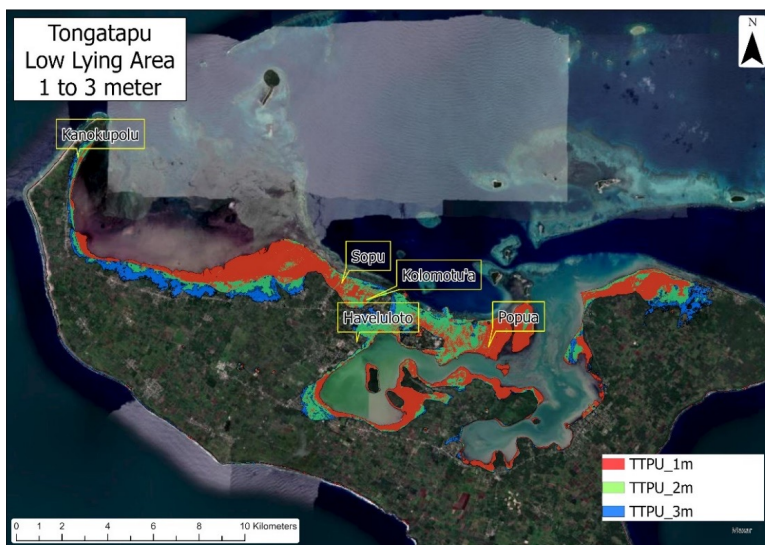 Tongatapu
Low Lying Area
1 to 3 meter
N
Kanokupolu
Sopu
Kolomotu'a
Haveluloto
Popua
TTPU_1m
TTPU_2m
TTPU_3m
0 1 2 4 6 8 10 Kilometers
Maxar